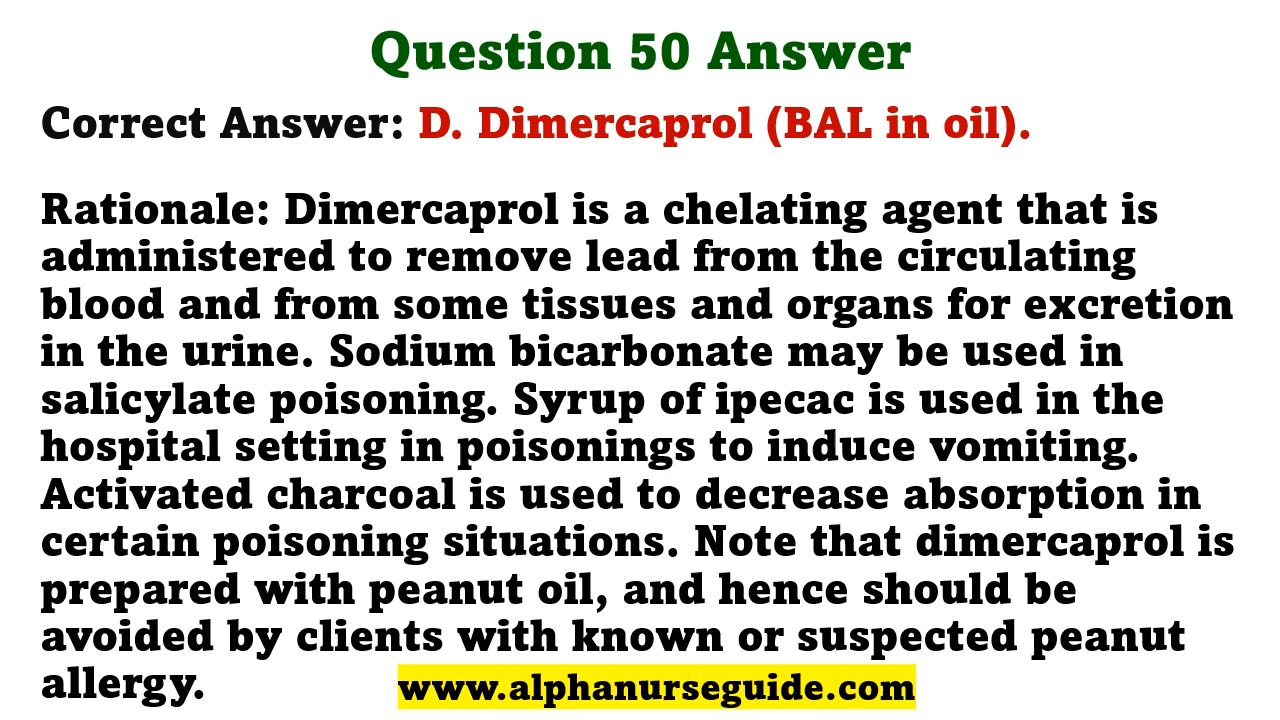 Question 50 Answer
Correct Answer: D. Dimercaprol (BAL in oil).
Rationale: Dimercaprol is a chelating agent that is
administered to remove lead from the circulating
blood and from some tissues and organs for excretion
in the urine. Sodium bicarbonate may be used in
salicylate poisoning. Syrup of ipecac is used in the
hospital setting in poisonings to induce vomiting.
Activated charcoal is used to decrease absorption in
certain poisoning situations. Note that dimercaprol is
prepared with peanut oil, and hence should be
avoided by clients with known or suspected peanut
allergy.
www.alphanurseguide.com